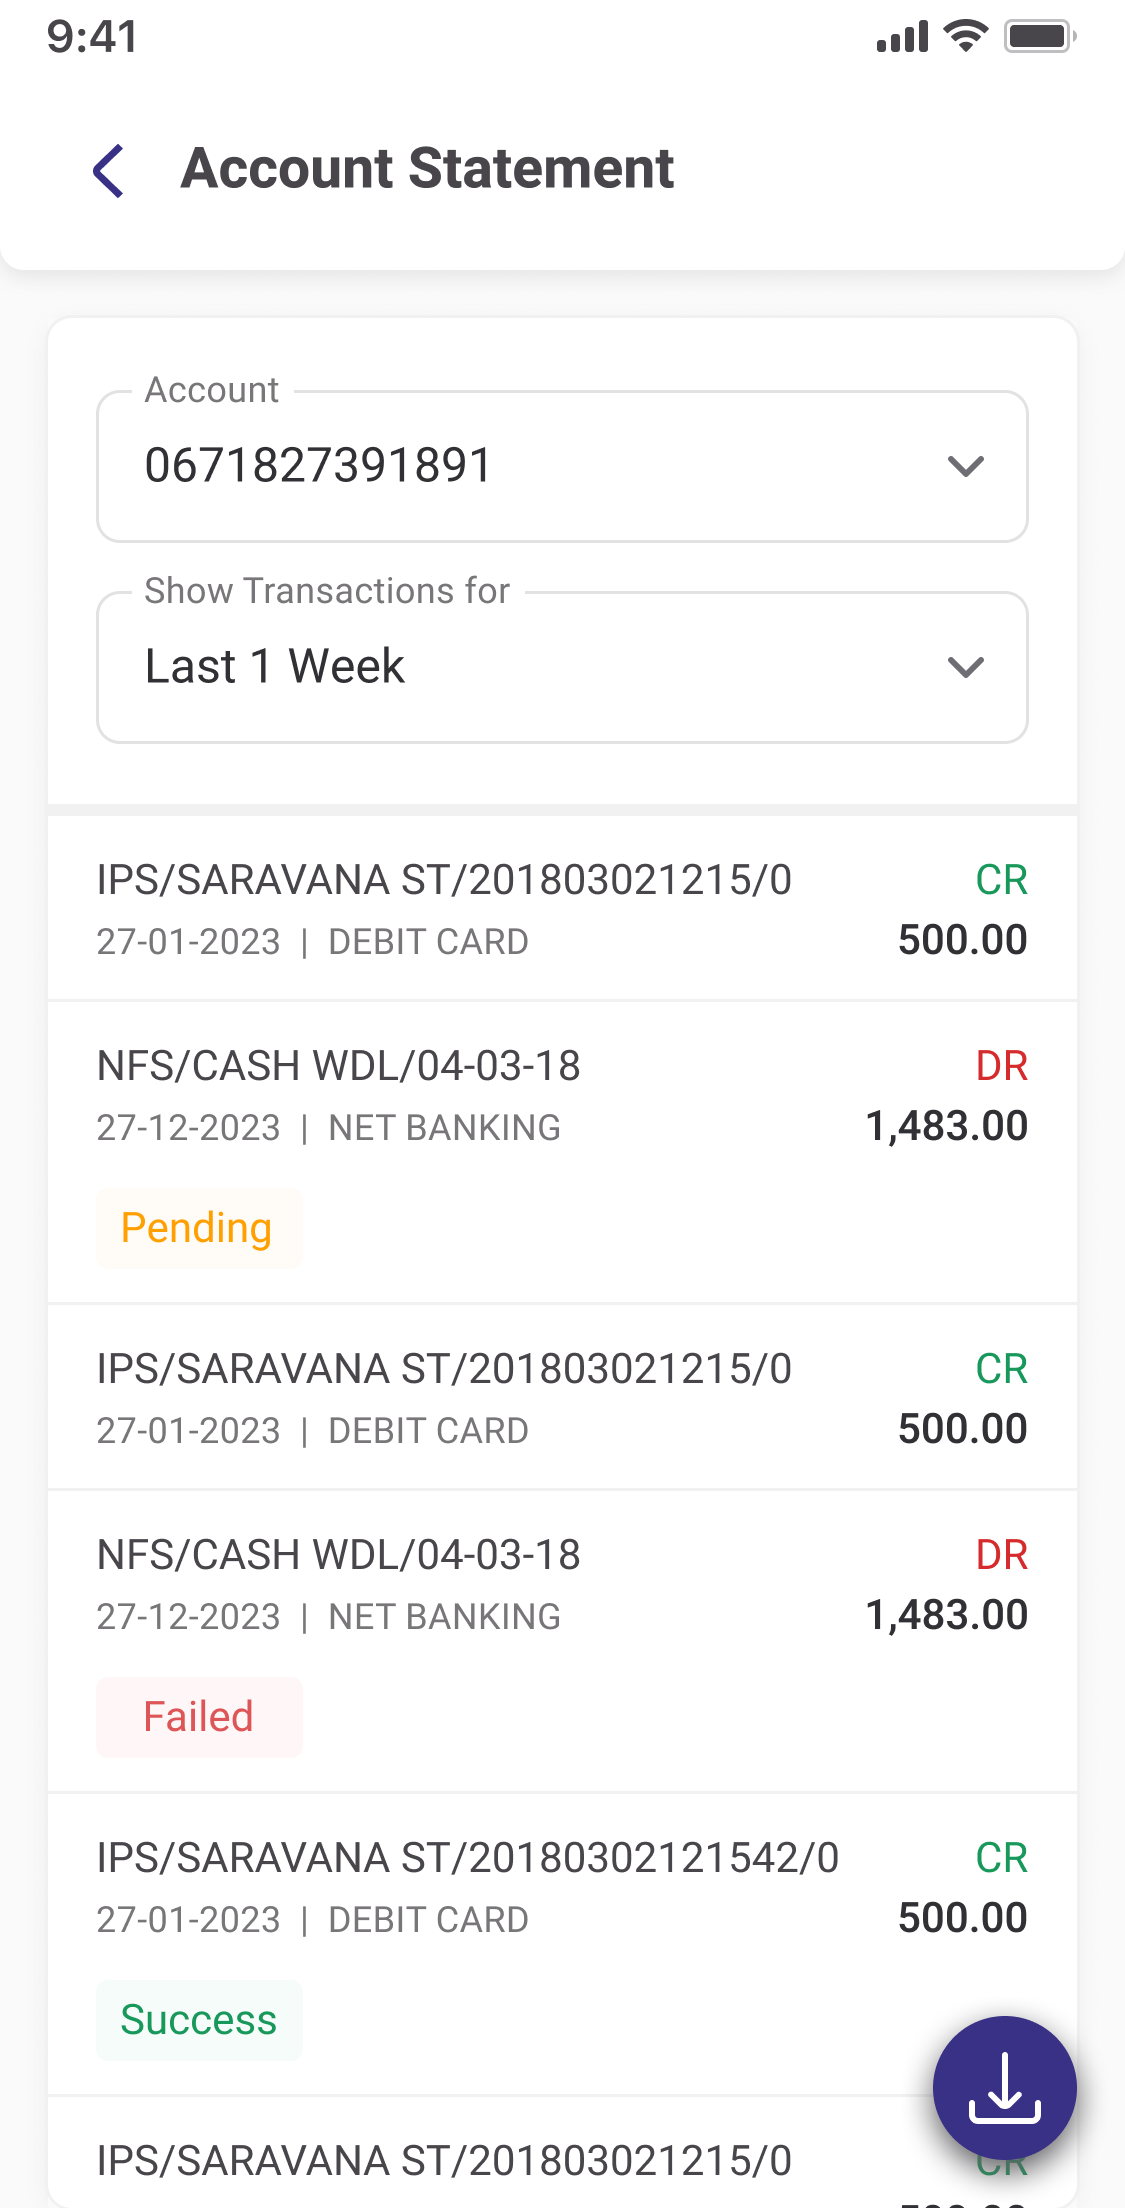 9:41
Account Statement
Account
0671827391891
Show Transactions for
Last 1 Week
IPS/SARAVANA ST/201803021215/0 CR
27-01-2023 | DEBIT CARD 500.00
NFS/CASH WDL/04-03-18 DR
27-12-2023 | NET BANKING 1,483.00
Pending
IPS/SARAVANA ST/201803021215/0 CR
27-01-2023 | DEBIT CARD 500.00
NFS/CASH WDL/04-03-18 DR
27-12-2023 | NET BANKING 1,483.00
Failed
IPS/SARAVANA ST/20180302121542/0 CR
27-01-2023 | DEBIT CARD 500.00
Success
IPS/SARAVANA ST/201803021215/0 CR